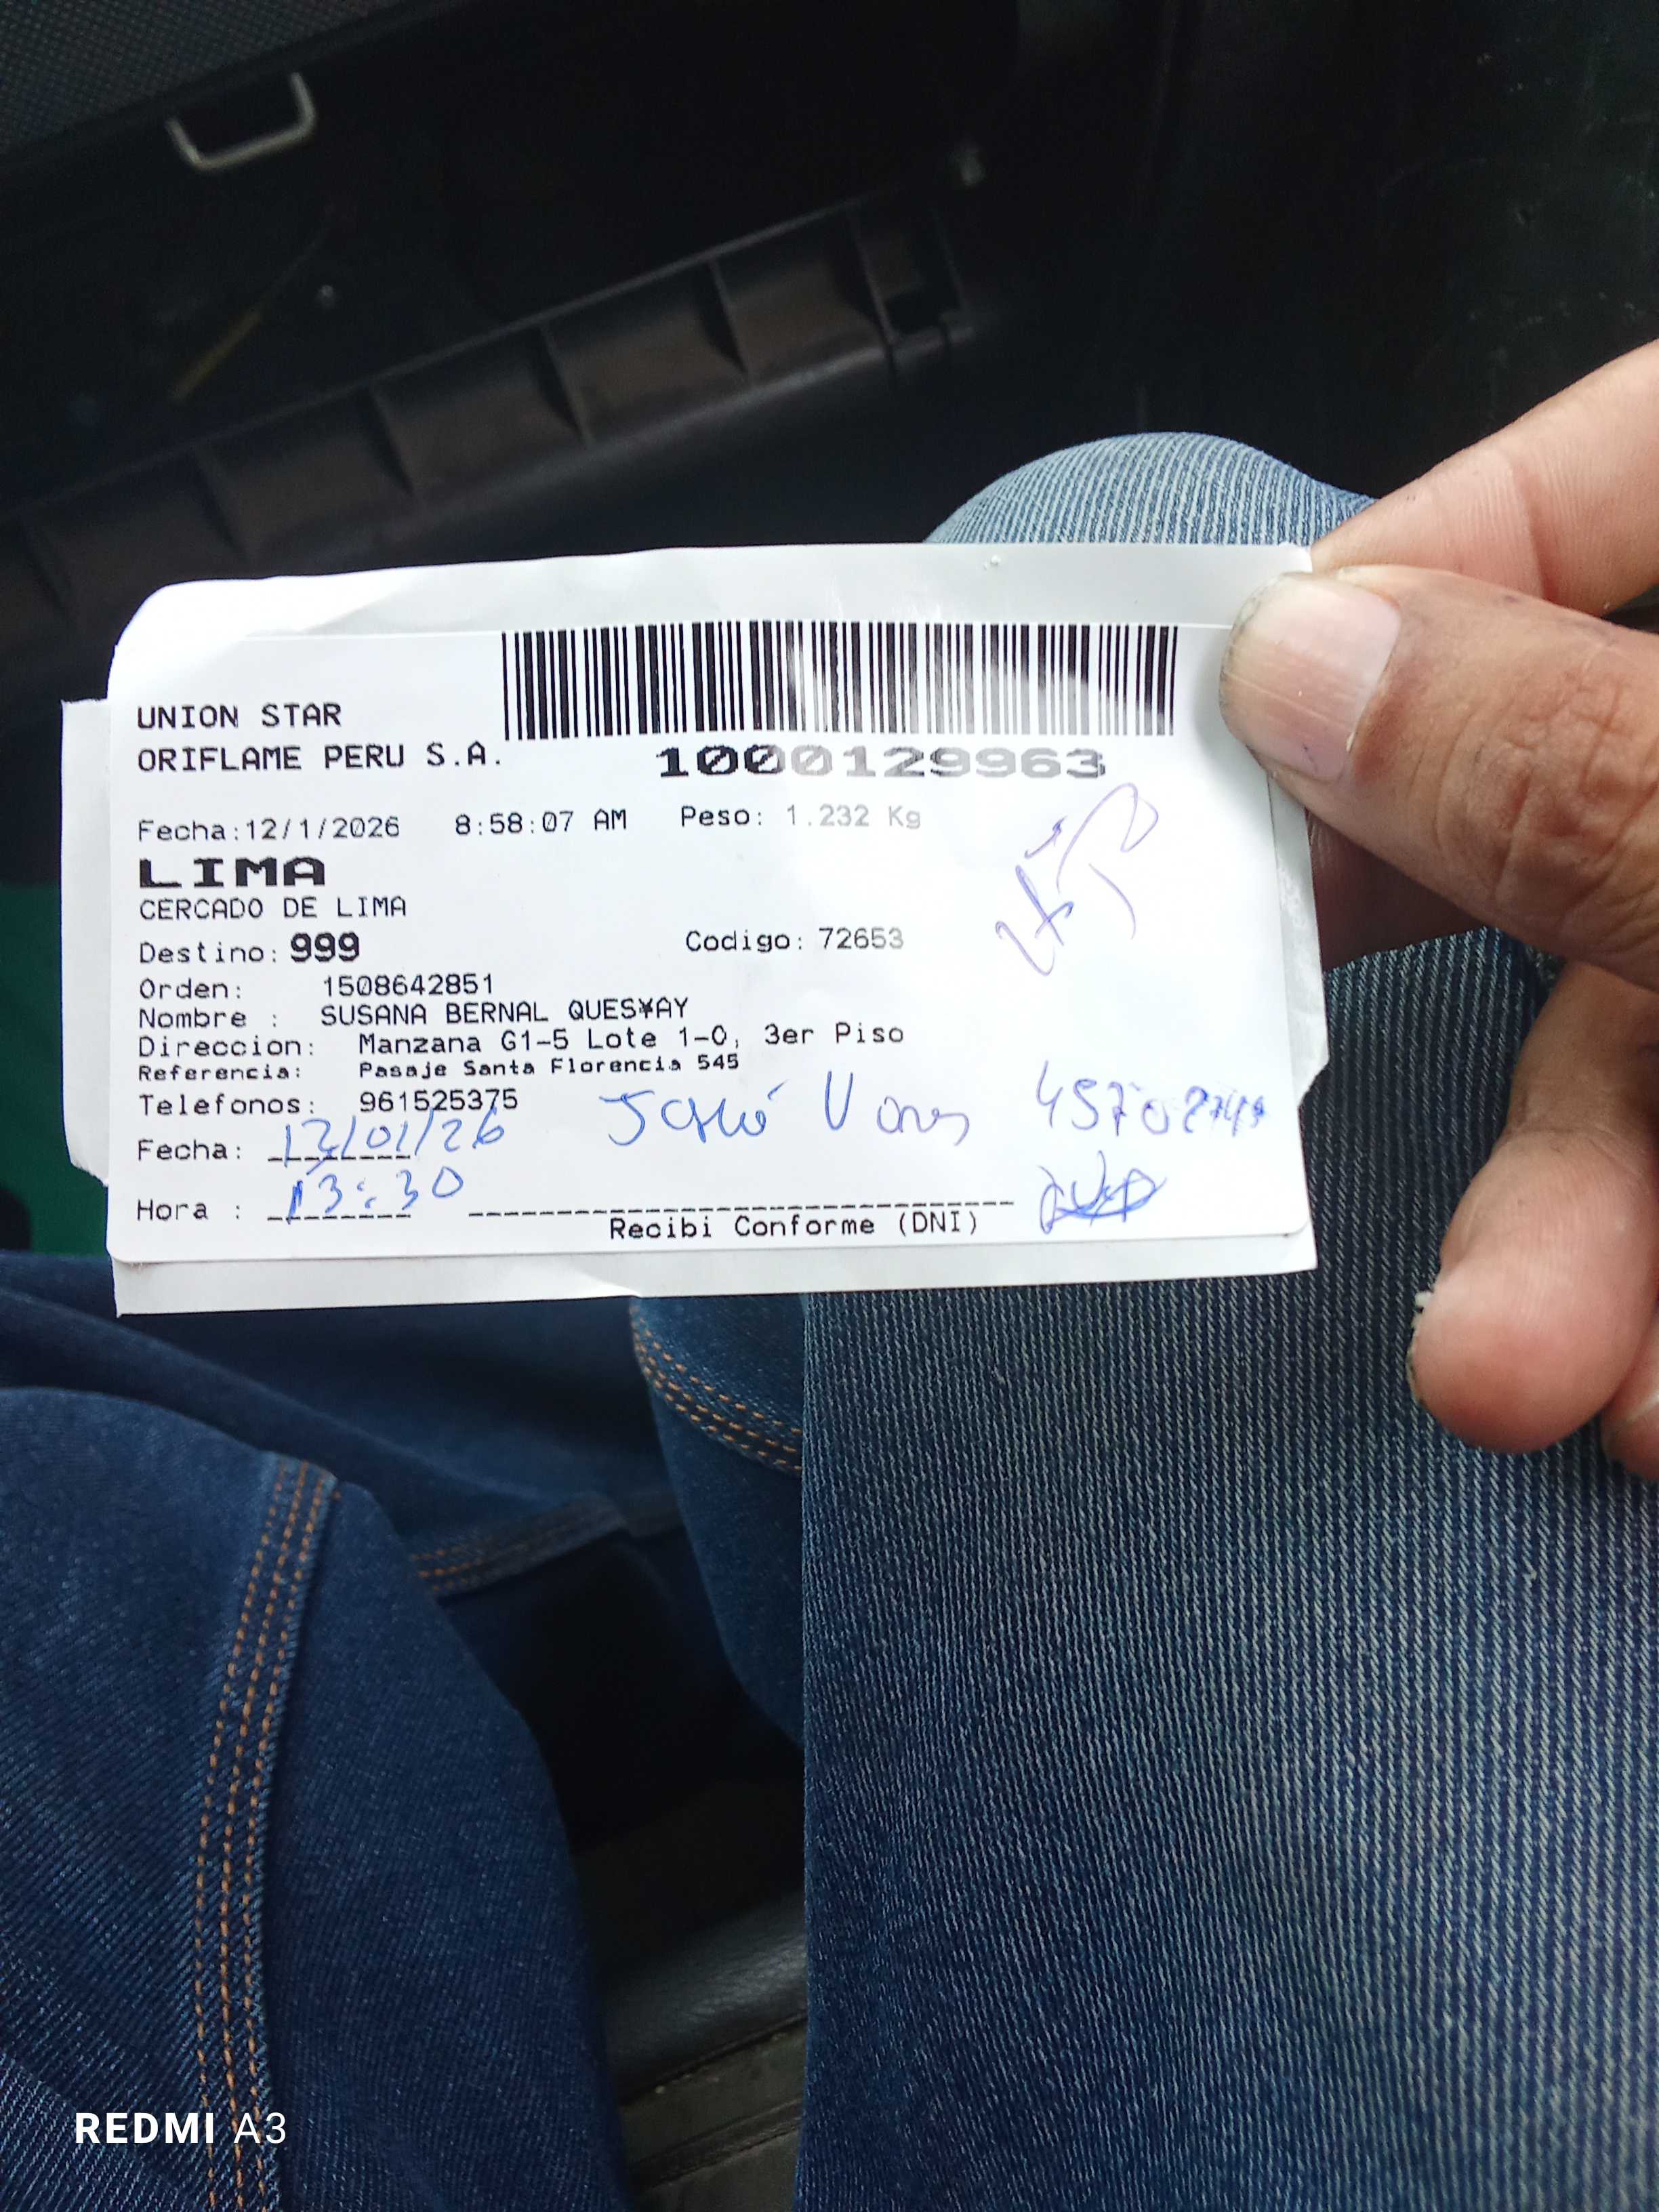 UNION STAR
ORIFLAME PERU S.A.
1000129963
Fecha:12/1/2026 8:58:07 AM Peso: 1.232 Kg
LIMA
CERCADO DE LIMA
Destino: 999 Codigo: 72653
Orden: 1508642851
Nombre : SUSANA BERNAL QUES¥AY
Direccion: Manzana G1-5 Lote 1-0, 3er Piso
Referencia: Pasaje Santa Florencia 545
Telefonos: 961525375
Fecha: 12/01/26
Hora : 13:30
Recibi Conforme (DNI)
REDMI A3